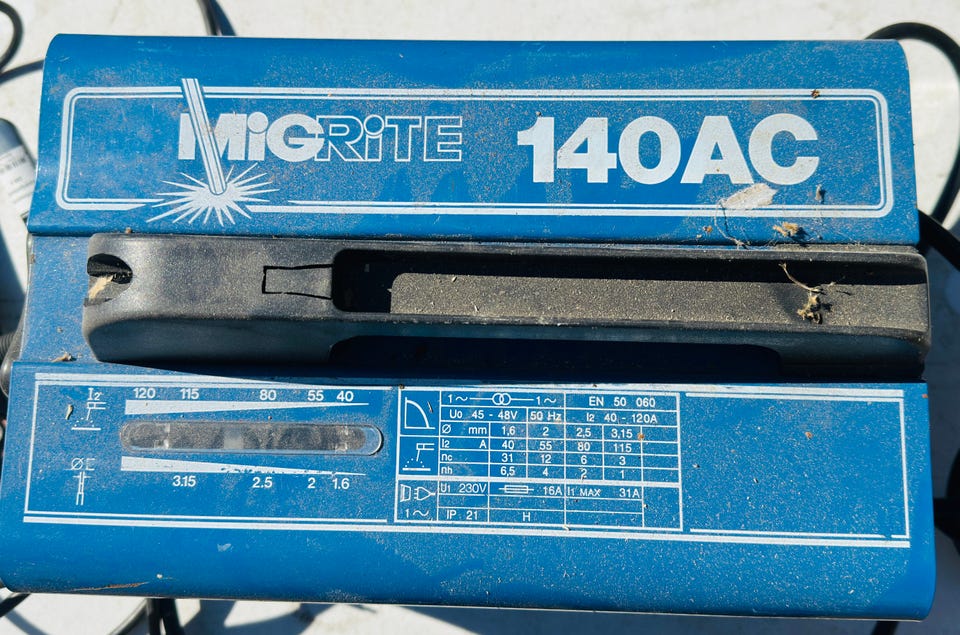 MiGRiTE 140AC
I2 120 115 80 55 40
Ø E 3.15 2.5 2 1.6
1~ 1~ EN 50 060
U0 45 - 48V 50 Hz I2 40 - 120A
Ø mm 1,6 2 2,5 3,15
I2 A 40 55 80 115
nc 31 12 6 3
nh 6,5 4 2 1
U1 230V 16A I1 MAX 31A
1~ IP. 21 H